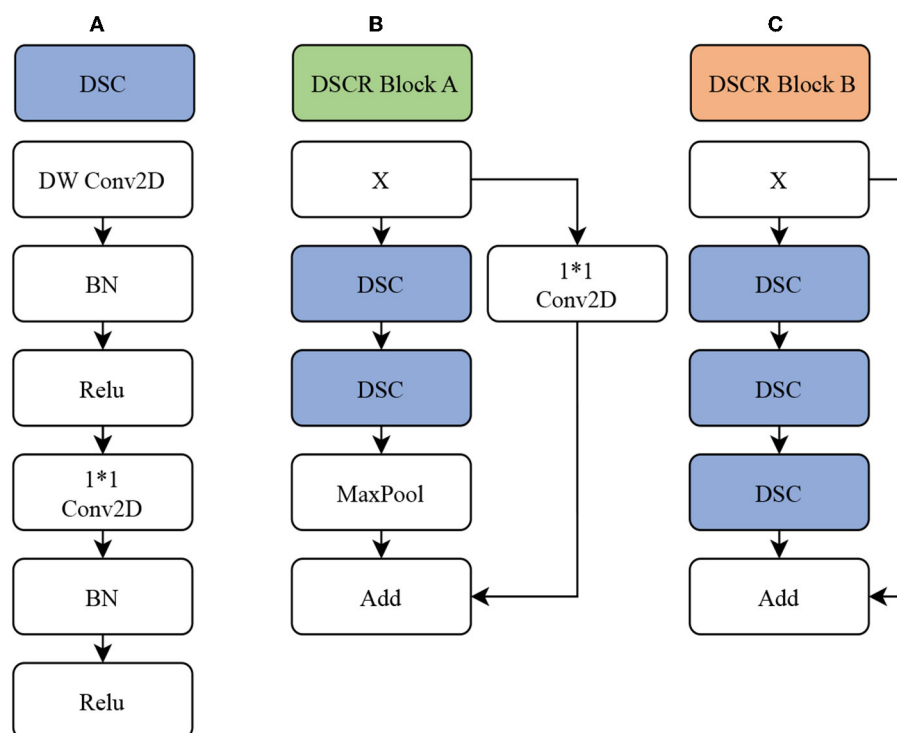 A
DSC
DW Conv2D
BN
Relu
1*1
Conv2D
BN
Relu
B
DSCR Block A
X
DSC
1*1
Conv2D
DSC
MaxPool
Add
C
DSCR Block B
X
DSC
DSC
DSC
Add